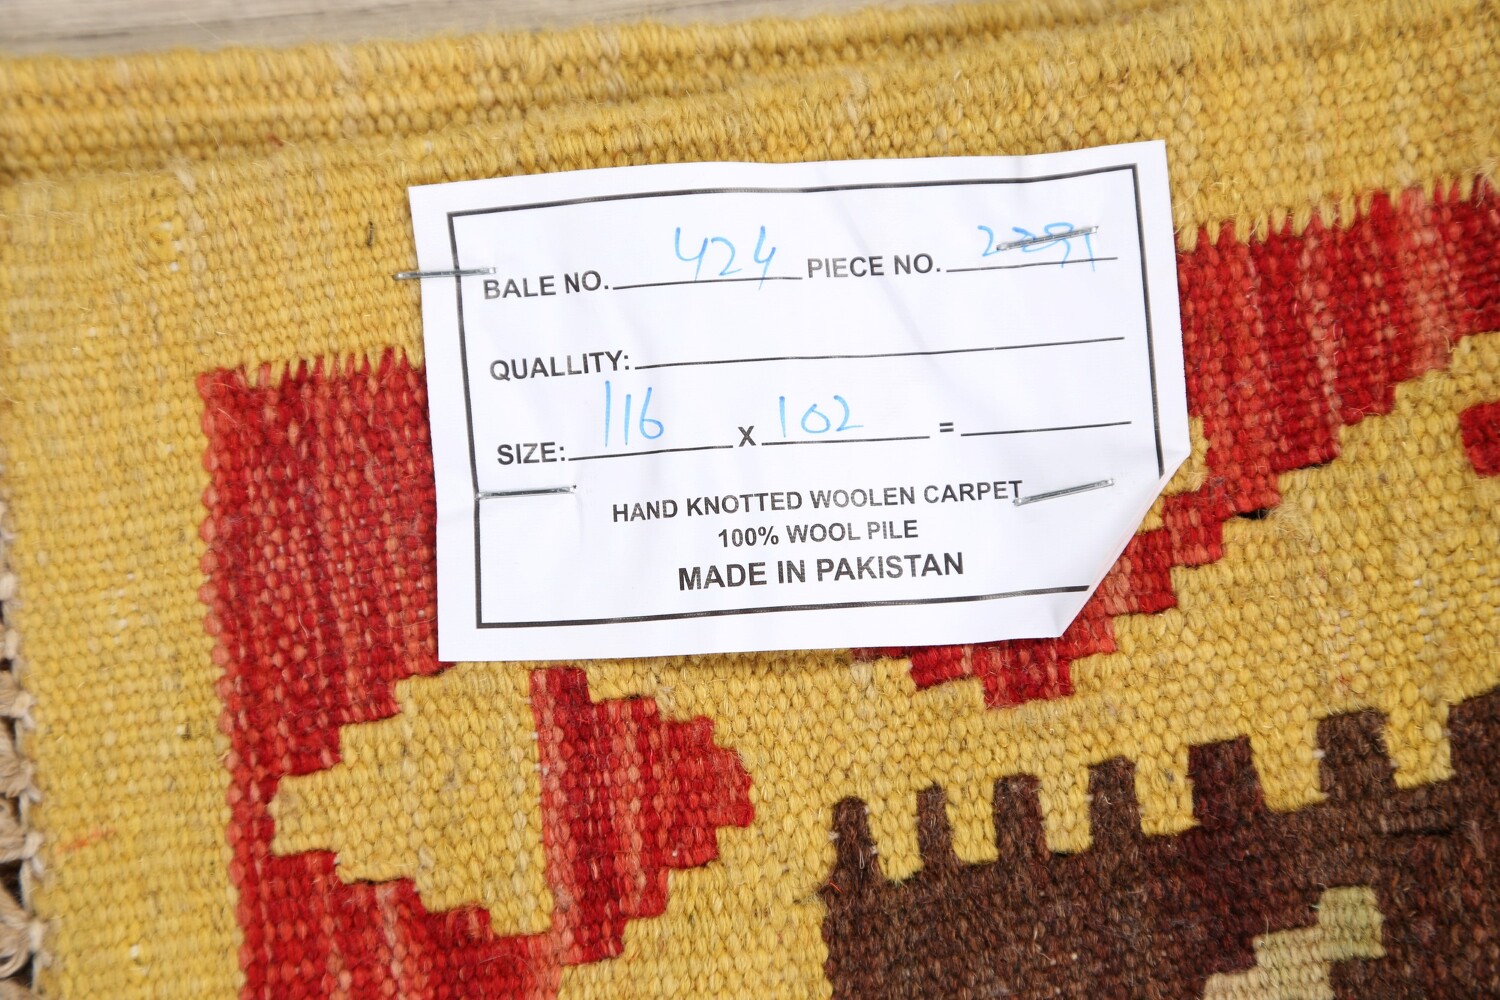 BALE NO. 424 PIECE NO. 2291
QUALLITY:
SIZE: 116 X 102 =
HAND KNOTTED WOOLEN CARPET
100% WOOL PILE
MADE IN PAKISTAN